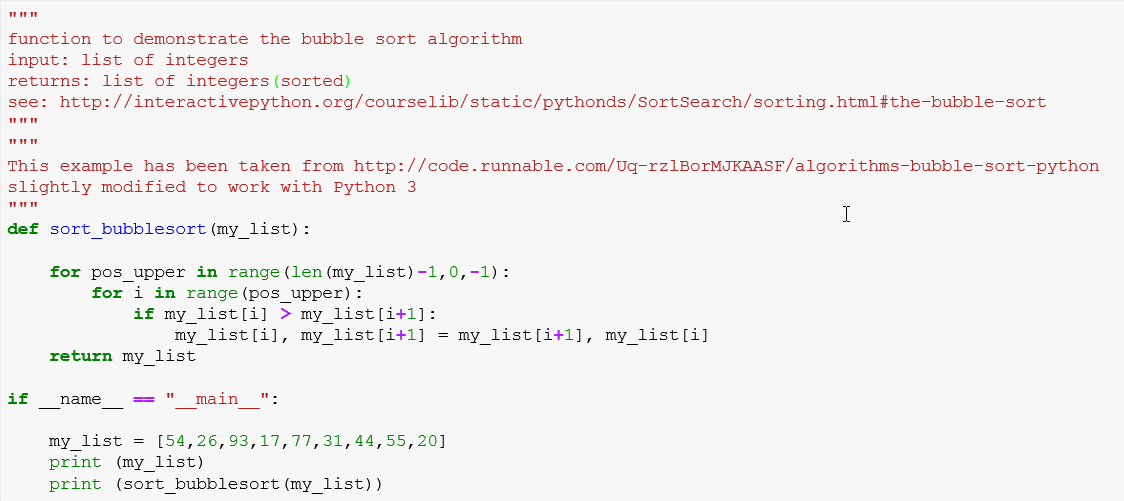 """
function to demonstrate the bubble sort algorithm
input: list of integers
returns: list of integers(sorted)
see: http://interactivepython.org/courselib/static/pythonds/SortSearch/sorting.html#the-bubble-sort
"""
"""
This example has been taken from http://code.runnable.com/Uq-rzlBorMJKAASF/algorithms-bubble-sort-python
slightly modified to work with Python 3
"""
def sort_bubblesort(my_list):

    for pos_upper in range(len(my_list)-1,0,-1):
        for i in range(pos_upper):
            if my_list[i] > my_list[i+1]:
                my_list[i], my_list[i+1] = my_list[i+1], my_list[i]
    return my_list

if __name__ == "__main__":

    my_list = [54,26,93,17,77,31,44,55,20]
    print (my_list)
    print (sort_bubblesort(my_list))